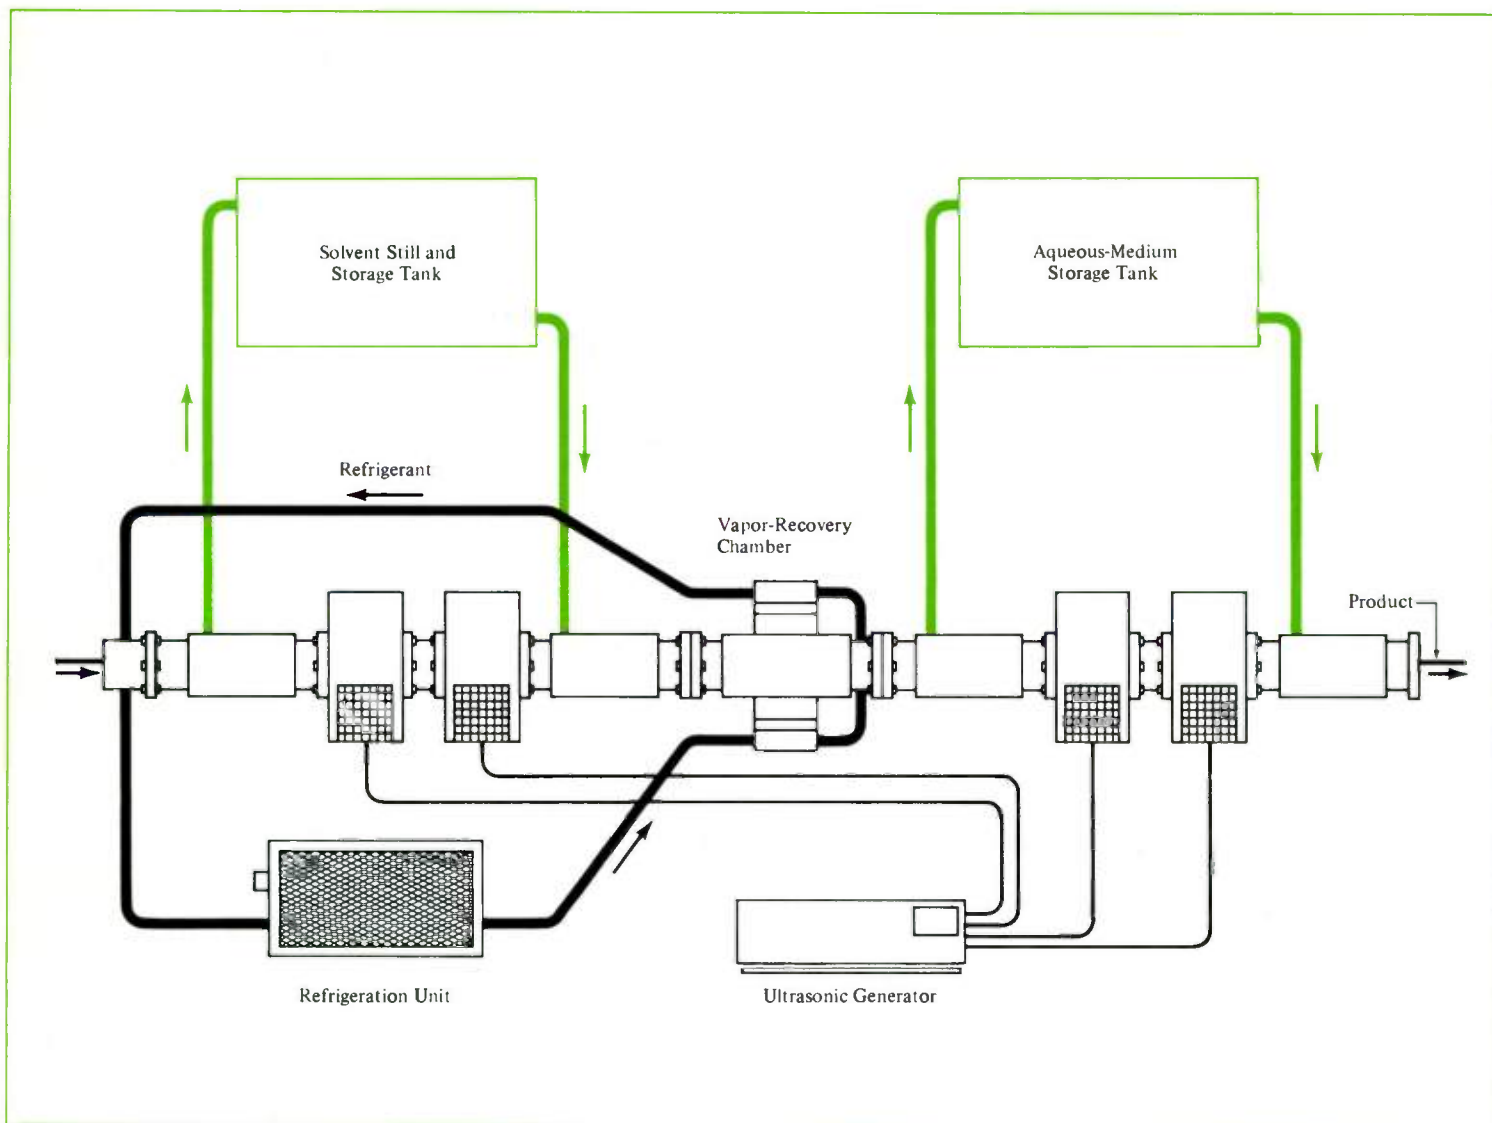 Solvent Still and
Storage Tank
Aqueous-Medium
Storage Tank
Refrigerant
Vapor-Recovery
Chamber
Product
Refrigeration Unit
Ultrasonic Generator